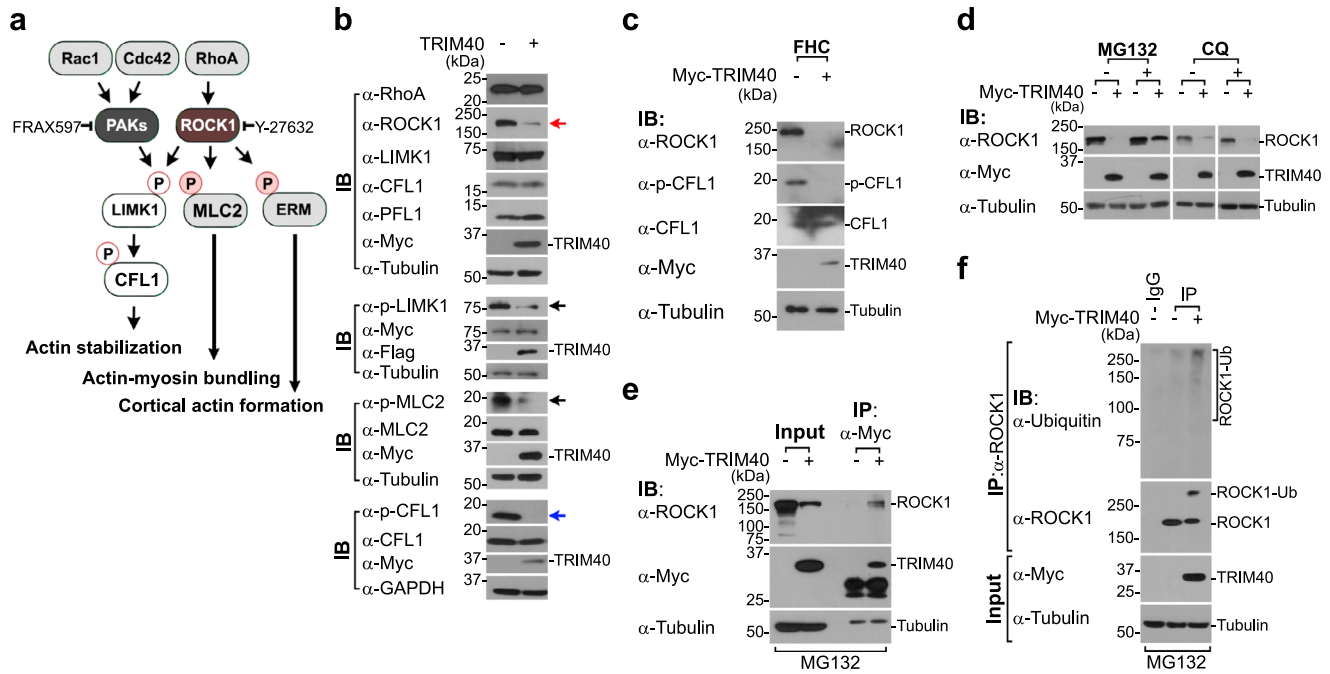 a
Rac1 Cdc42 RhoA
FRAX597 PAKs ROCK1 Y-27632
P P P
LIMK1 MLC2 ERM
P
CFL1
Actin stabilization
Actin-myosin bundling
Cortical actin formation
b
TRIM40 - +
(kDa)
IB
α-RhoA 25 20
α-ROCK1 250 150
α-LIMK1 75
α-CFL1 20
α-PFL1 15
α-Myc 37 -TRIM40
α-Tubulin 50
IB
α-p-LIMK1 75
α-Myc 75
α-Flag 37 -TRIM40
α-Tubulin 50
IB
α-p-MLC2 20
α-MLC2 20
α-Myc 37 -TRIM40
α-Tubulin 50
IB
α-p-CFL1 20
α-CFL1 20
α-Myc 37 -TRIM40
α-GAPDH 37
c
FHC
Myc-TRIM40 - +
(kDa)
IB:
α-ROCK1 250 150 ROCK1
α-p-CFL1 20 p-CFL1
α-CFL1 20 CFL1
α-Myc 37 TRIM40
α-Tubulin 50 Tubulin
d
MG132 CQ
- + - +
Myc-TRIM40 - + - + - + - +
(kDa)
IB:
α-ROCK1 250 150 ROCK1
α-Myc 37 TRIM40
α-Tubulin 50 Tubulin
e
Input IP: α-Myc
Myc-TRIM40 - + - +
(kDa)
IB:
α-ROCK1 250 150 100 75 ROCK1
α-Myc 37 25 TRIM40
α-Tubulin 50 Tubulin
MG132
f
IgG IP
Myc-TRIM40 - - +
(kDa)
IP:α-ROCK1
IB:
α-Ubiquitin 250 150 100 75 ROCK1-Ub
α-ROCK1 250 150 ROCK1-Ub ROCK1
Input
α-Myc 37 25 TRIM40
α-Tubulin 50 Tubulin
MG132